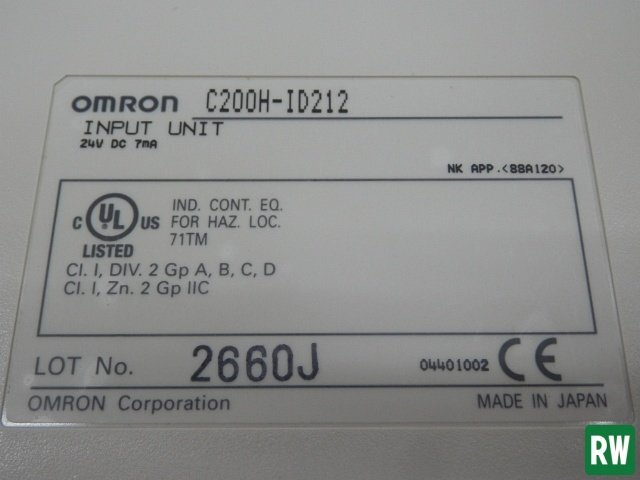 OMRON C200H-ID212
INPUT UNIT
24V DC 7mA
NK APP.<88A120>
C UL US
LISTED
IND. CONT. EQ.
FOR HAZ. LOC.
71TM
Cl. I, DIV. 2 Gp A, B, C, D
Cl. I, Zn. 2 Gp IIC
LOT No. 2660J 04401002 CE
OMRON Corporation MADE IN JAPAN
RW